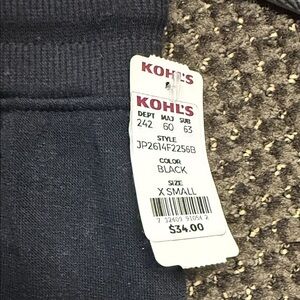 KOHL'S
KOHL'S
DEPT MAJ SUB
242 60 63
STYLE
JP2614F2256B
COLOR
BLACK
SIZE
X SMALL
$34.00